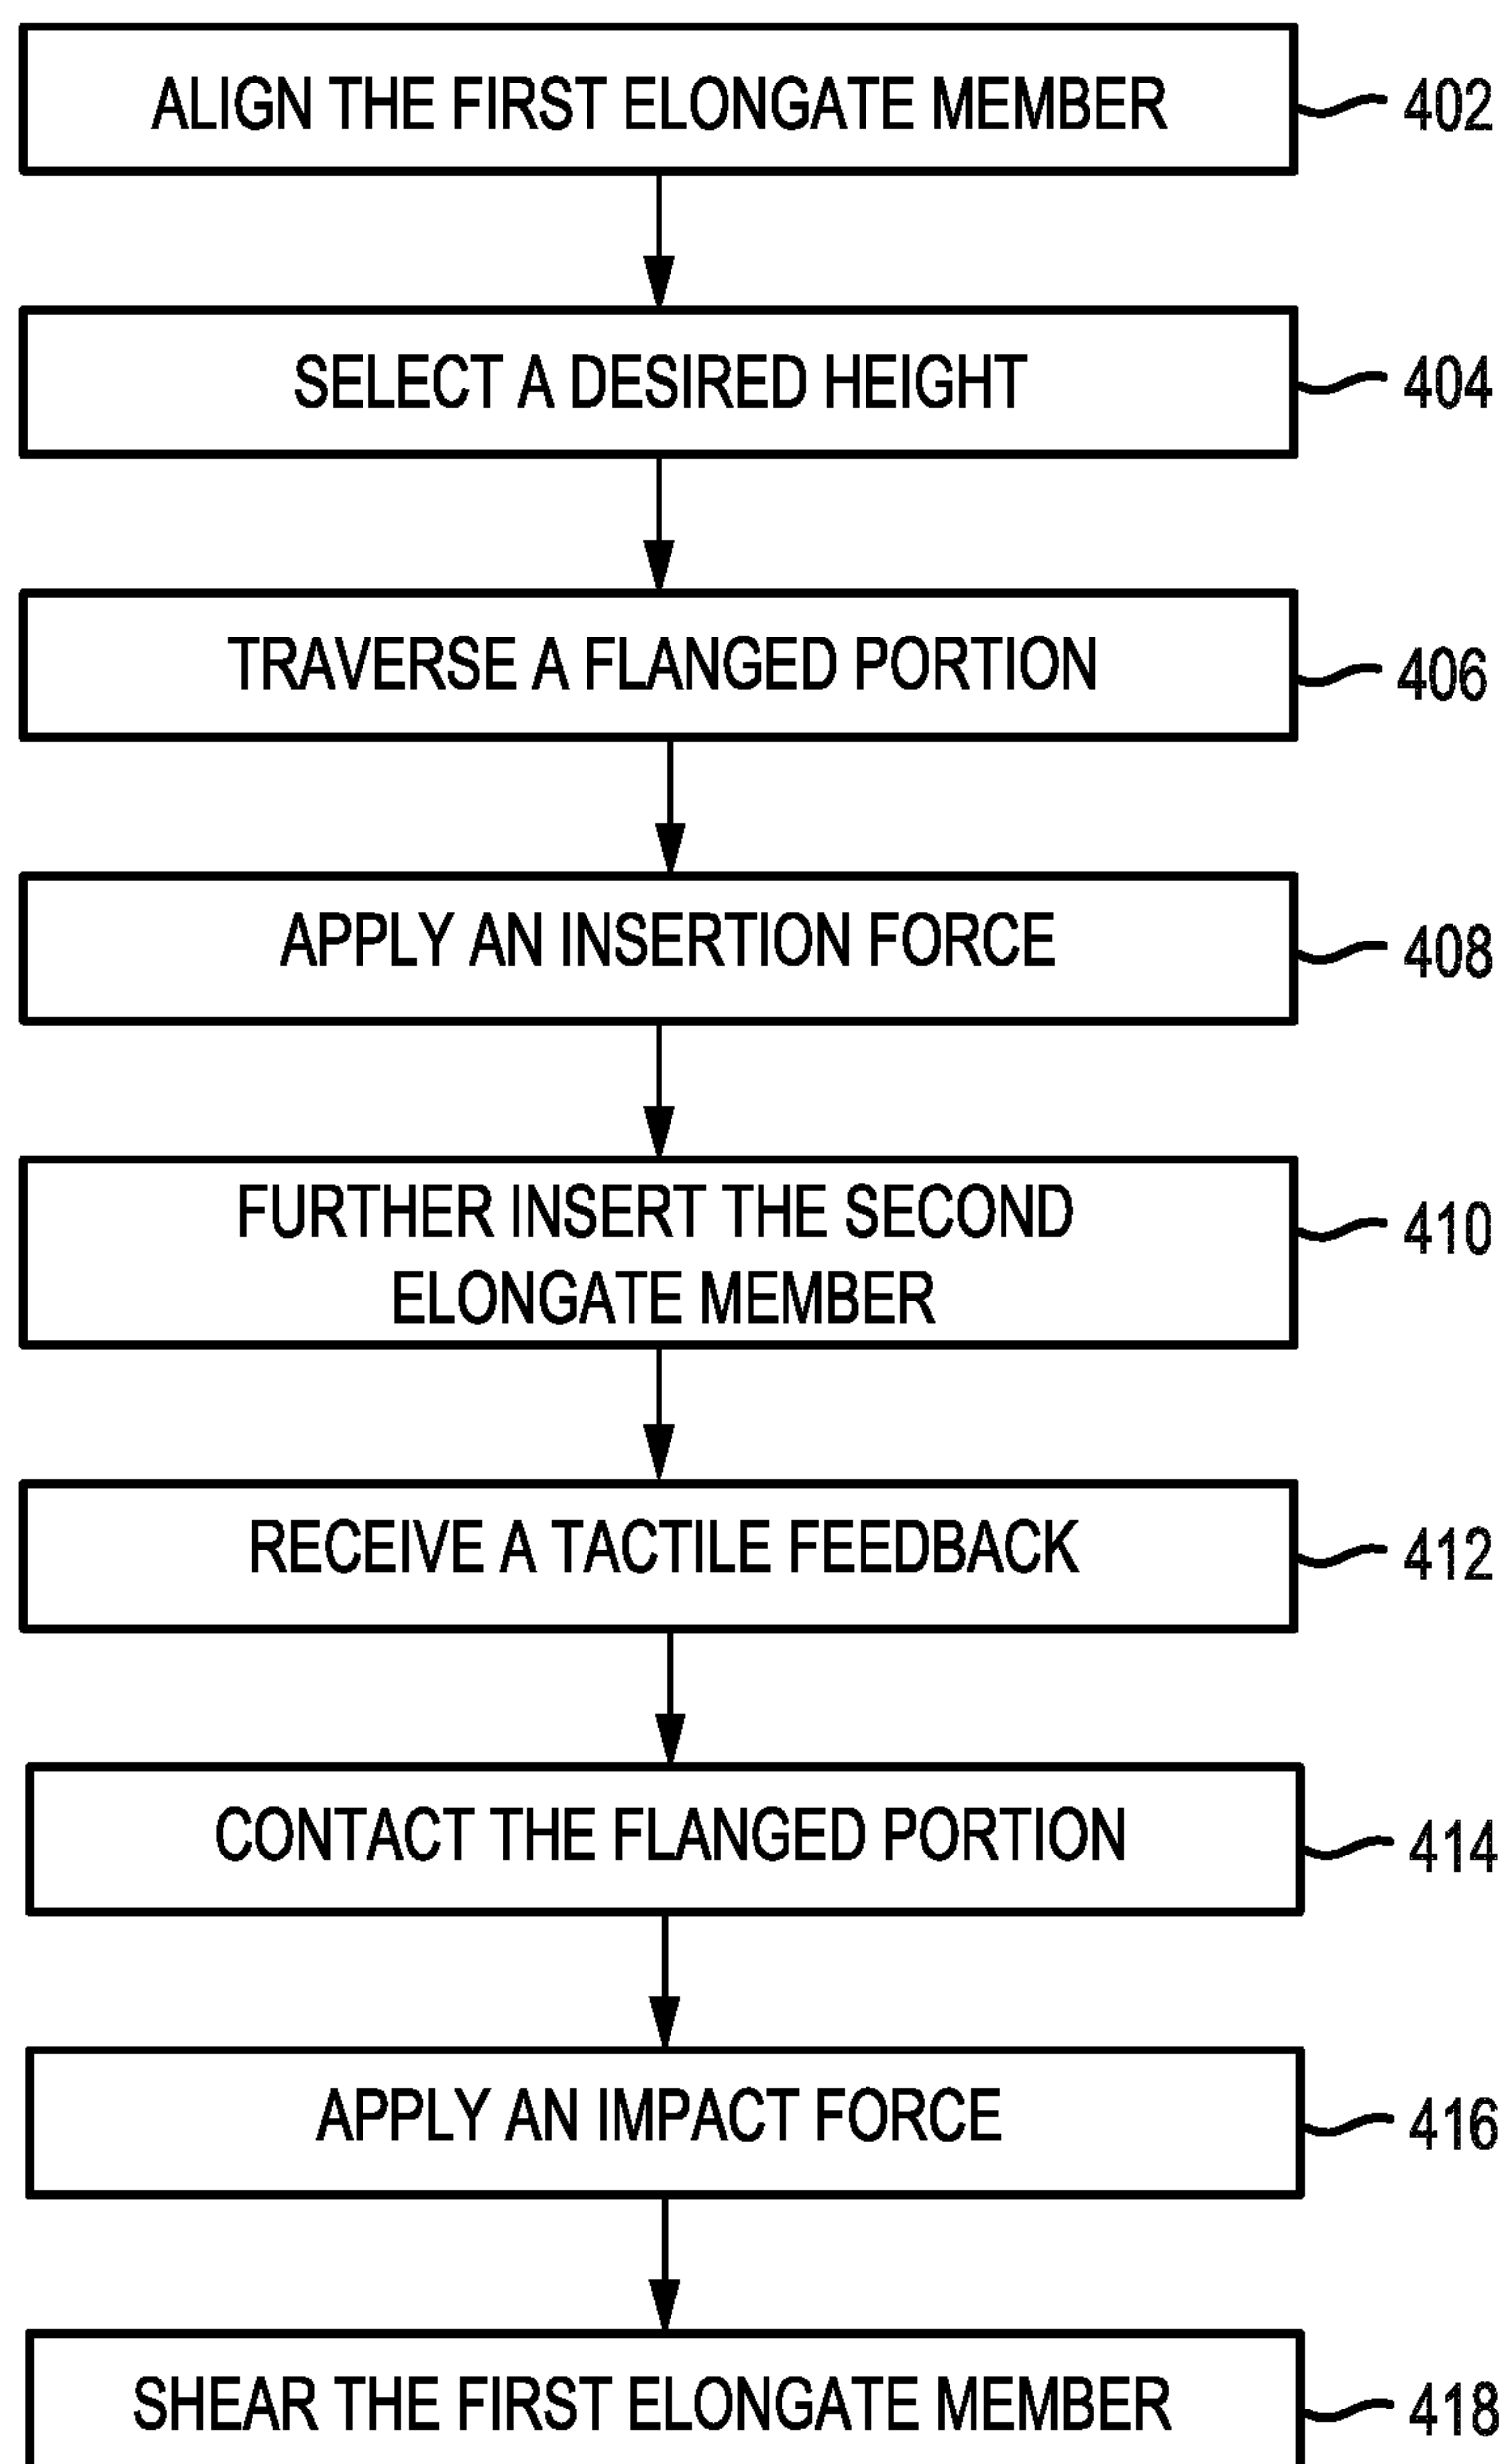 ALIGN THE FIRST ELONGATE MEMBER 402
SELECT A DESIRED HEIGHT 404
TRAVERSE A FLANGED PORTION 406
APPLY AN INSERTION FORCE 408
FURTHER INSERT THE SECOND 410
ELONGATE MEMBER
RECEIVE A TACTILE FEEDBACK 412
CONTACT THE FLANGED PORTION 414
APPLY AN IMPACT FORCE 416
SHEAR THE FIRST ELONGATE MEMBER 418